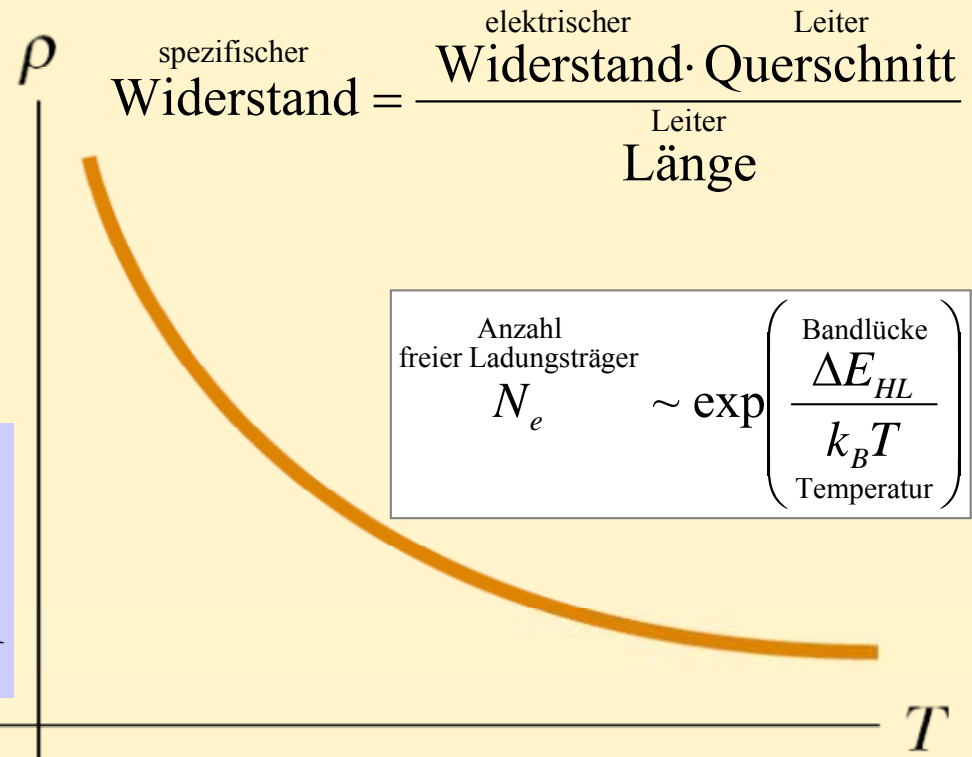 ρ
spezifischer
Widerstand =
elektrischer Leiter
Widerstand · Querschnitt
Leiter
Länge
Anzahl
freier Ladungsträger
N_e ~ exp
Bandlücke
ΔE_HL
k_B T
Temperatur
T